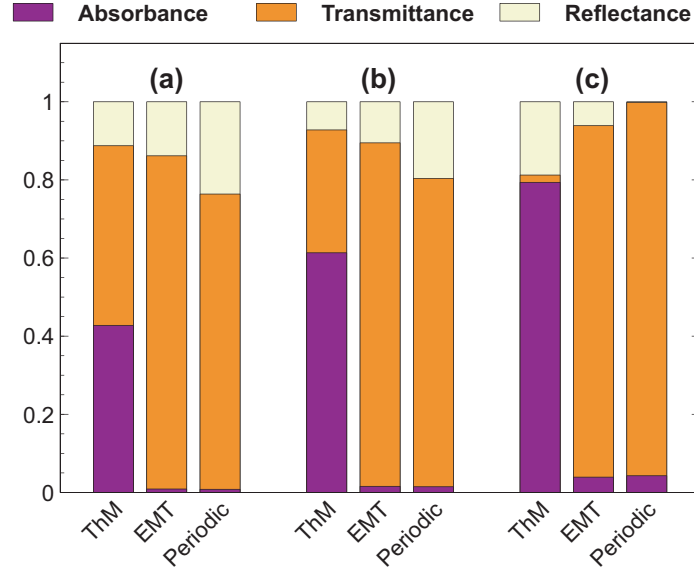 Absorbance Transmittance Reflectance
(a) (b) (c)
1
0.8
0.6
0.4
0.2
0
ThM EMT Periodic ThM EMT Periodic ThM EMT Periodic